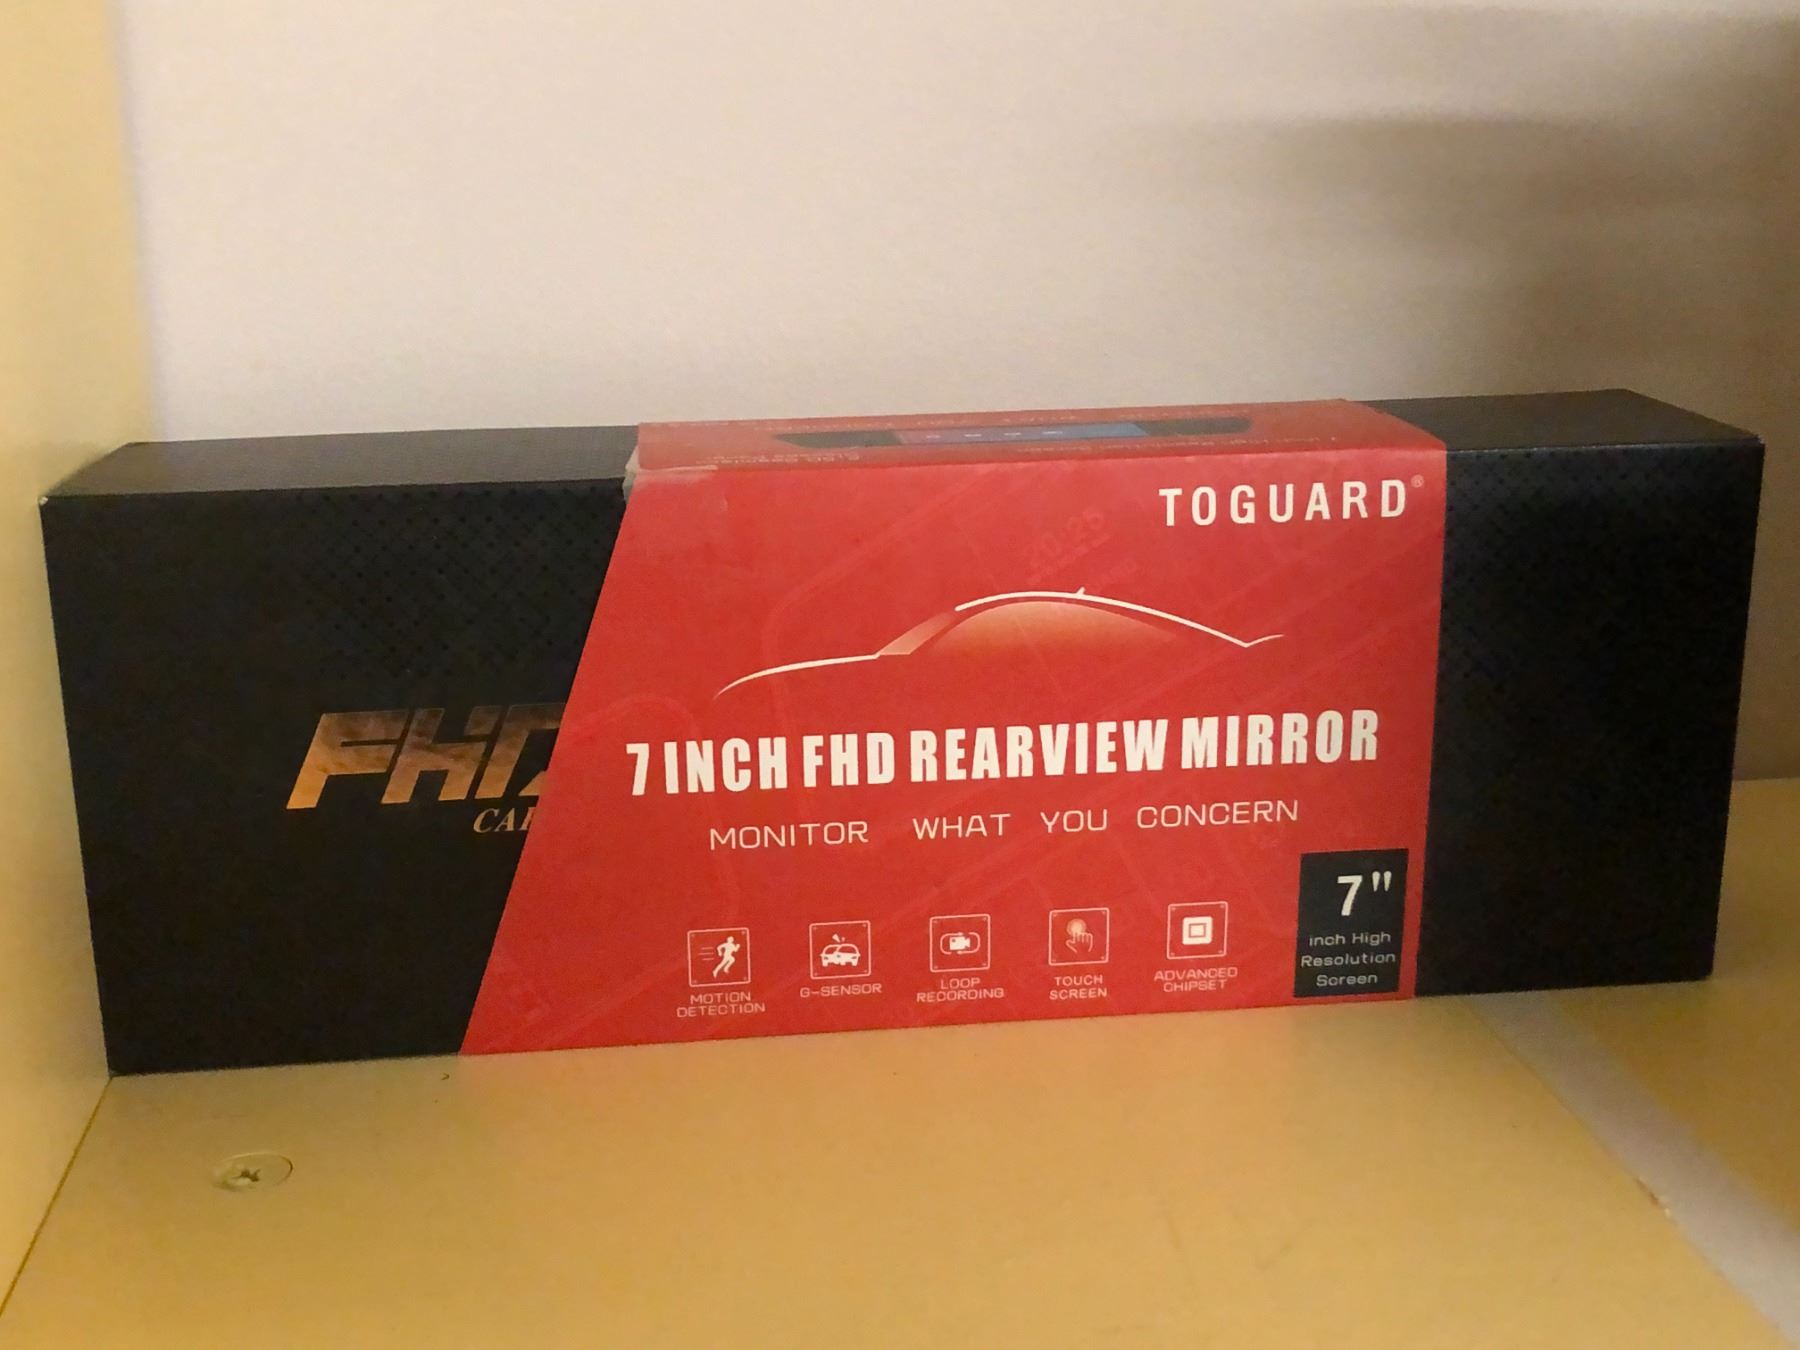 TOGUARD®
FHD
7 INCH FHD REARVIEW MIRROR
MONITOR WHAT YOU CONCERN
7"
inch High
Resolution
Screen
MOTION
DETECTION
G-SENSOR
LOOP
RECORDING
TOUCH
SCREEN
ADVANCED
CHIPSET